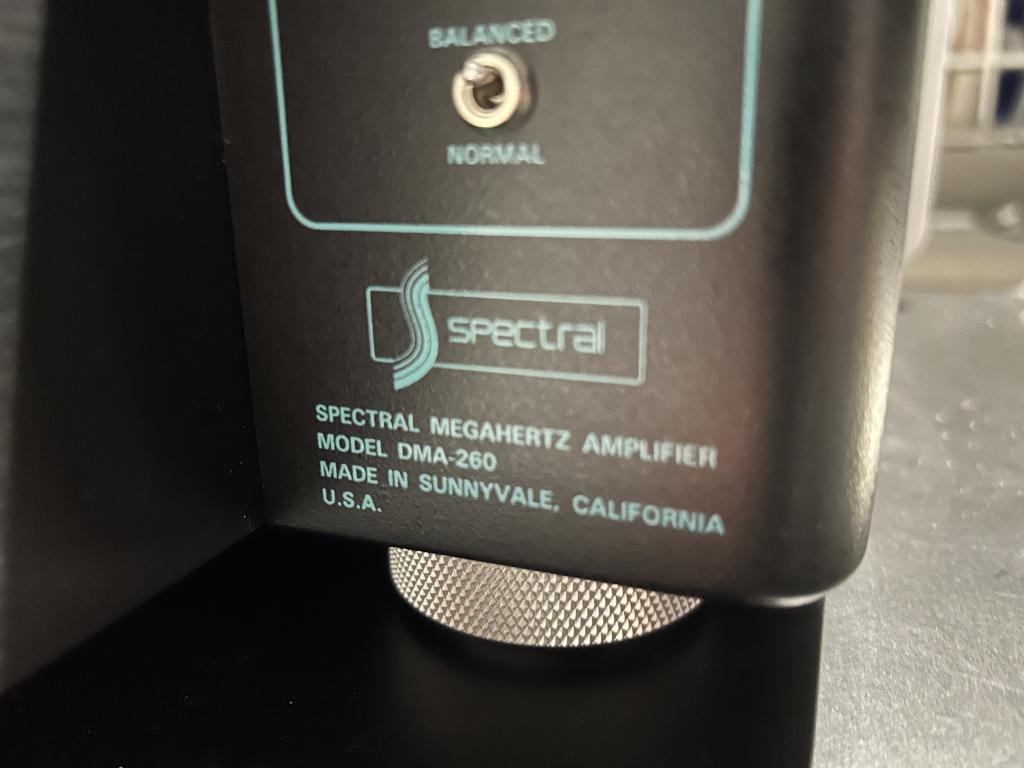 BALANCED
NORMAL
spectral
SPECTRAL MEGAHERTZ AMPLIFIER
MODEL DMA-260
MADE IN SUNNYVALE, CALIFORNIA
U.S.A.